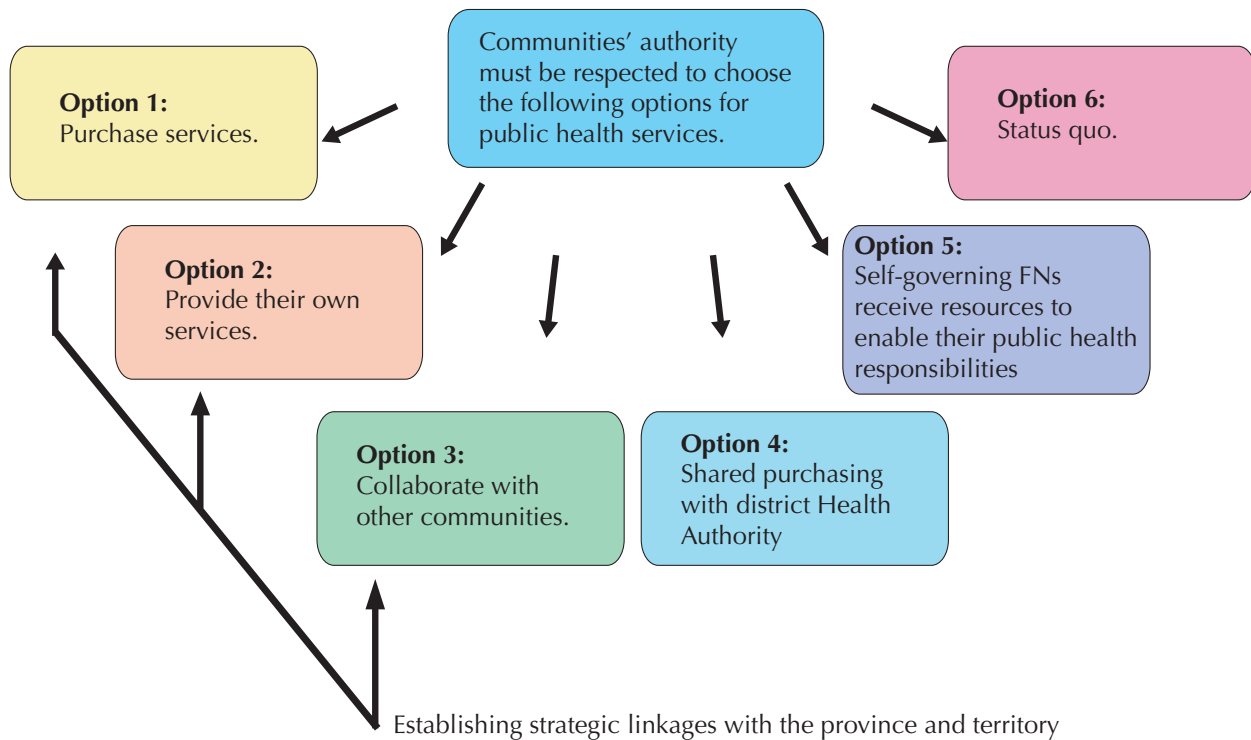 Communities’ authority
must be respected to choose
the following options for
public health services.
Option 1:
Purchase services.
Option 6:
Status quo.
Option 2:
Provide their own
services.
Option 5:
Self-governing FNs
receive resources to
enable their public health
responsibilities
Option 3:
Collaborate with
other communities.
Option 4:
Shared purchasing
with district Health
Authority
Establishing strategic linkages with the province and territory